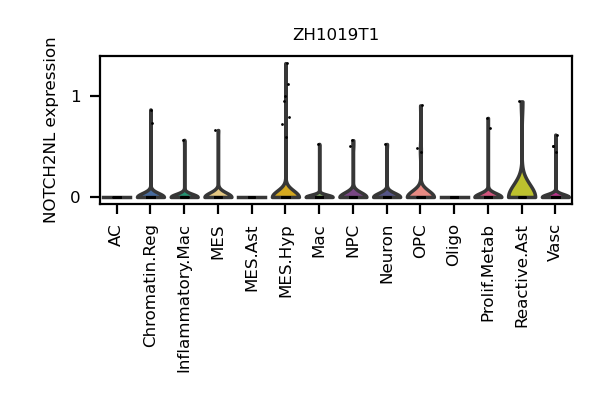 ZH1019T1
NOTCH2NL expression
1
0
AC
Chromatin.Reg
Inflammatory.Mac
MES
MES.Ast
MES.Hyp
Mac
NPC
Neuron
OPC
Oligo
Prolif.Metab
Reactive.Ast
Vasc